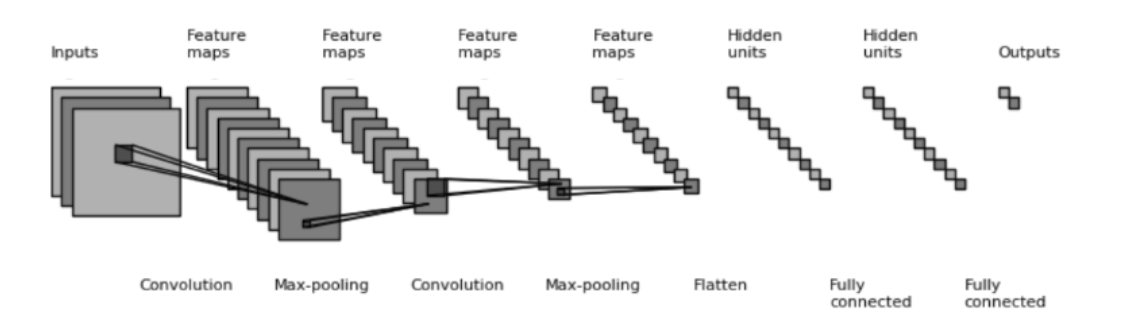 Inputs
Feature
maps
Feature
maps
Feature
maps
Feature
maps
Hidden
units
Hidden
units
Outputs
Convolution
Max-pooling
Convolution
Max-pooling
Flatten
Fully
connected
Fully
connected